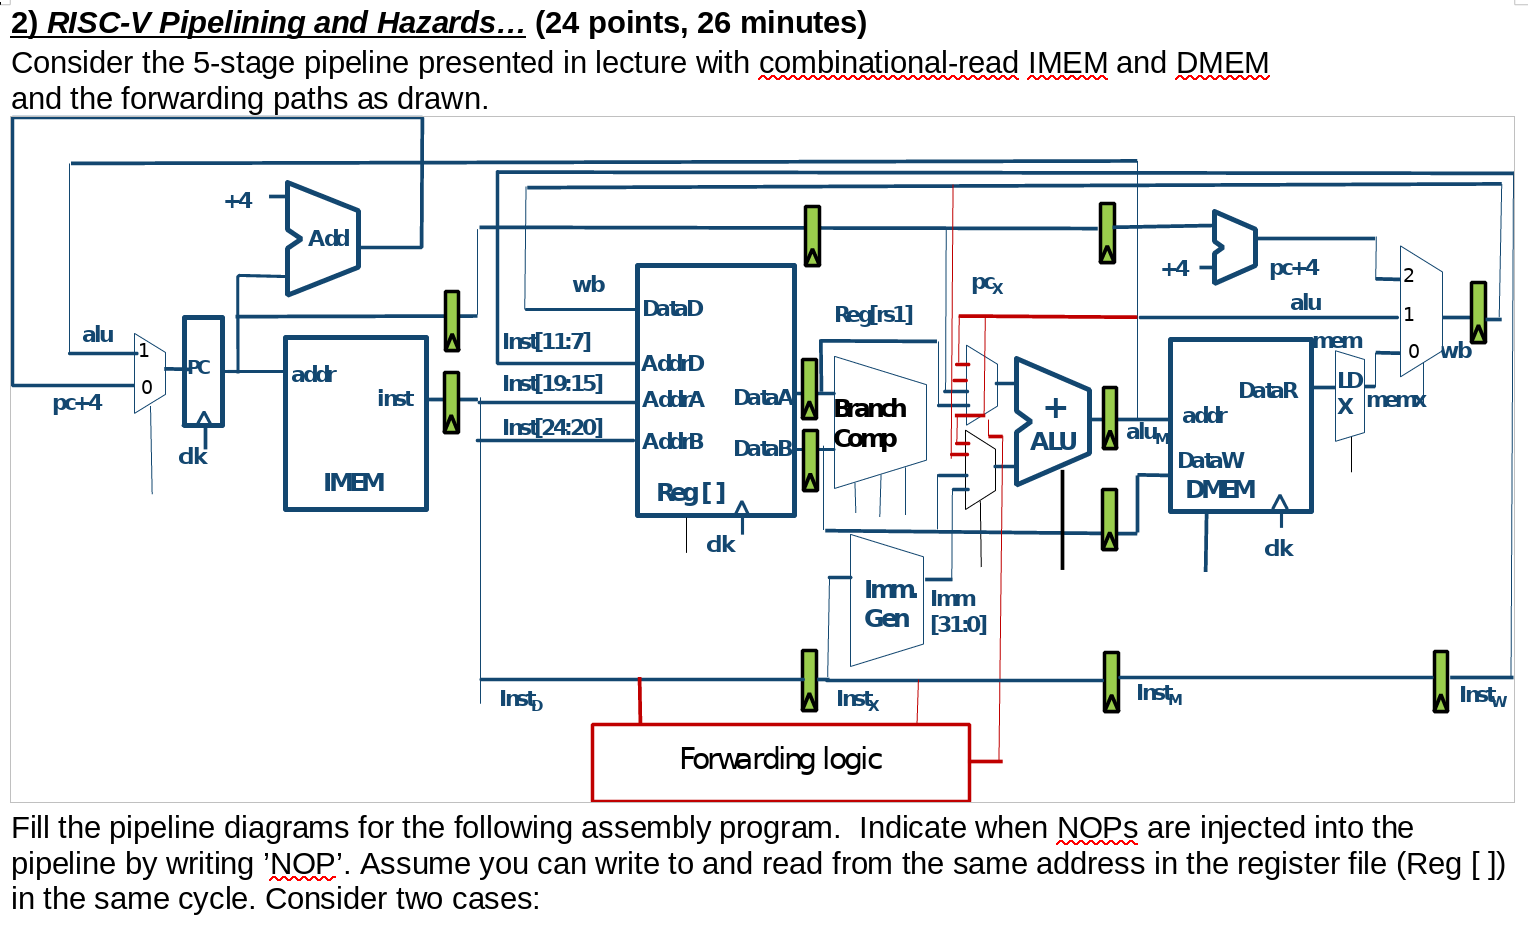 2) RISC-V Pipelining and Hazards… (24 points, 26 minutes)
Consider the 5-stage pipeline presented in lecture with combinational-read IMEM and DMEM
and the forwarding paths as drawn.
+4
Add
alu
1
0
pc+4
PC
clk
addr
inst
IMEM
wb
Inst[11:7]
Inst[19:15]
Inst[24:20]
DataD
AddrD
AddrA
AddrB
DataA
DataB
Reg [ ]
clk
Reg[rs1]
Branch
Comp
pcX
+
ALU
Imm.
Gen
Imm
[31:0]
+4
pc+4
alu
aluM
DataR
addr
DataW
DMEM
clk
mem
LD
X
memx
2
1
0
wb
InstD
InstX
InstM
InstW
Forwarding logic
Fill the pipeline diagrams for the following assembly program. Indicate when NOPs are injected into the
pipeline by writing ’NOP’. Assume you can write to and read from the same address in the register file (Reg [ ])
in the same cycle. Consider two cases: